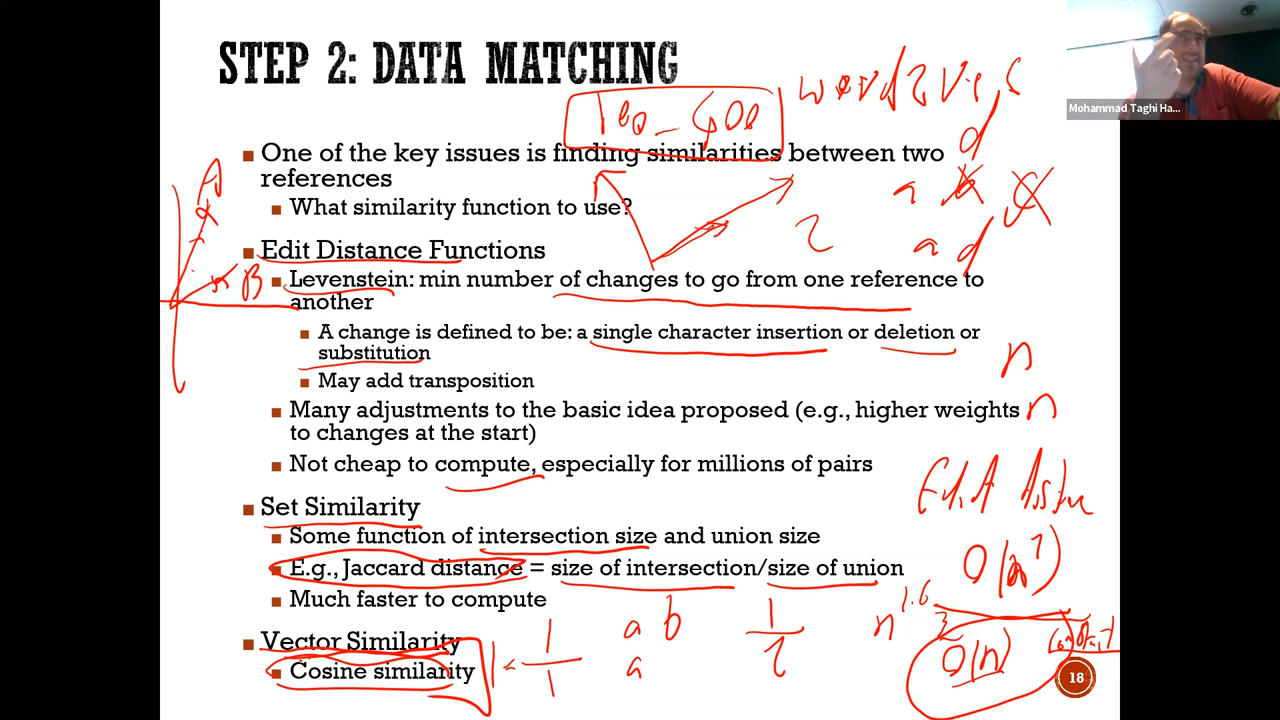 STEP 2: DATA MATCHING
Mohammad Taghi Ha...
■ One of the key issues is finding similarities between two
references
■ What similarity function to use?
■ Edit Distance Functions
■ Levenstein: min number of changes to go from one reference to
another
■ A change is defined to be: a single character insertion or deletion or
substitution
■ May add transposition
■ Many adjustments to the basic idea proposed (e.g., higher weights
to changes at the start)
■ Not cheap to compute, especially for millions of pairs
■ Set Similarity
■ Some function of intersection size and union size
■ E.g., Jaccard distance = size of intersection/size of union
■ Much faster to compute
■ Vector Similarity
■ Cosine similarity
18
A
B
d
a
2
a d
n
n
a b
a
1
2
O(n)